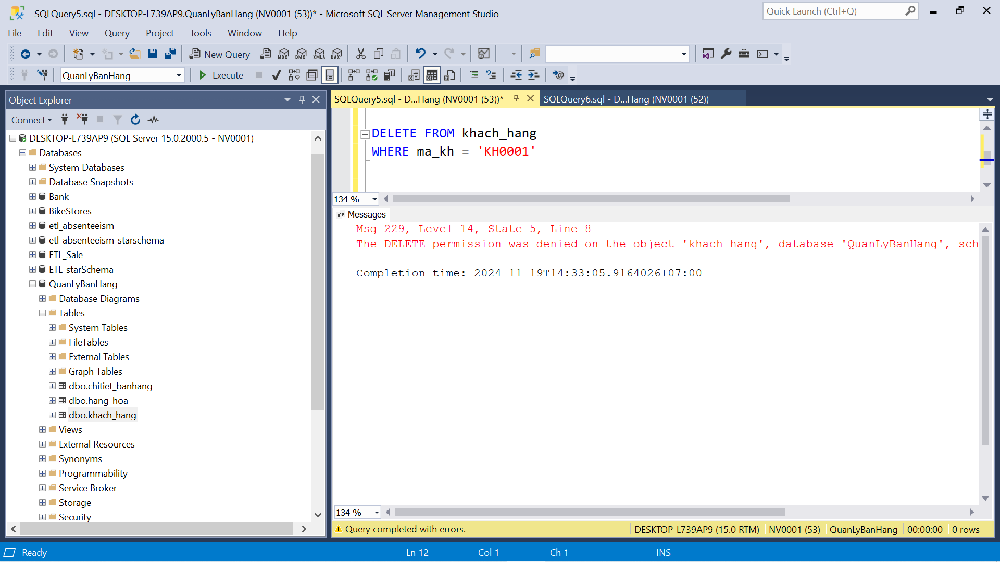 SQLQuery5.sql - DESKTOP-L739AP9.QuanLyBanHang (NV0001 (53))* - Microsoft SQL Server Management Studio
Quick Launch (Ctrl+Q)
File Edit View Query Project Tools Window Help
New Query MDX DMX XMLA DAX
QuanLyBanHang Execute
Object Explorer
Connect
DESKTOP-L739AP9 (SQL Server 15.0.2000.5 - NV0001)
Databases
System Databases
Database Snapshots
Bank
BikeStores
etl_absenteeism
etl_absenteeism_starschema
ETL_Sale
ETL_starSchema
QuanLyBanHang
Database Diagrams
Tables
System Tables
FileTables
External Tables
Graph Tables
dbo.chitiet_banhang
dbo.hang_hoa
dbo.khach_hang
Views
External Resources
Synonyms
Programmability
Service Broker
Storage
Security
SQLQuery5.sql - D...Hang (NV0001 (53))* SQLQuery6.sql - D...Hang (NV0001 (52))
DELETE FROM khach_hang
WHERE ma_kh = 'KH0001'
134 %
Messages
Msg 229, Level 14, State 5, Line 8
The DELETE permission was denied on the object 'khach_hang', database 'QuanLyBanHang', sch
Completion time: 2024-11-19T14:33:05.9164026+07:00
134 %
Query completed with errors. DESKTOP-L739AP9 (15.0 RTM) NV0001 (53) QuanLyBanHang 00:00:00 0 rows
Ready Ln 12 Col 1 Ch 1 INS